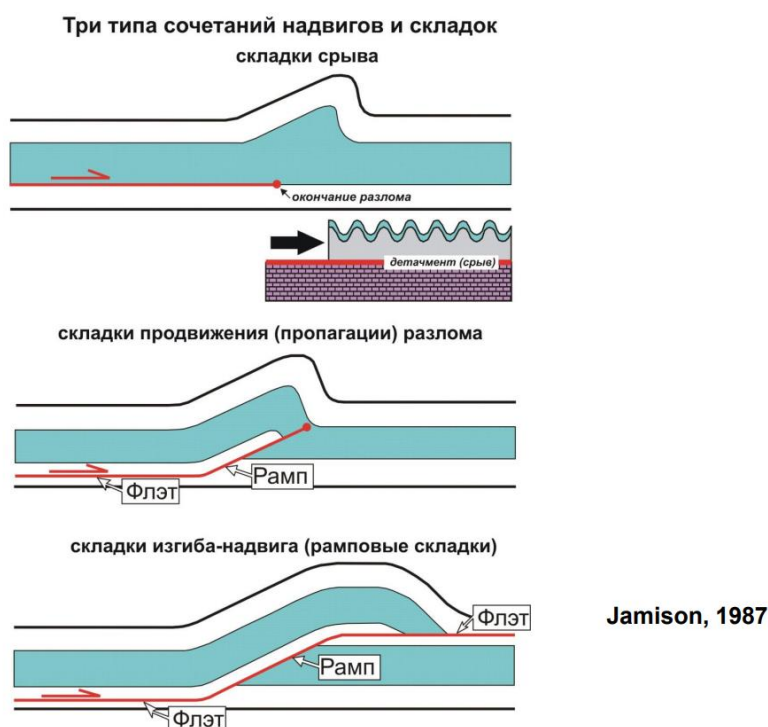 Три типа сочетаний надвигов и складок
складки срыва
окончание разлома
детачмент (срыв)
складки продвижения (пропагации) разлома
Рамп
Флэт
складки изгиба-надвига (рамповые складки)
Флэт
Jamison, 1987
Рамп
Флэт